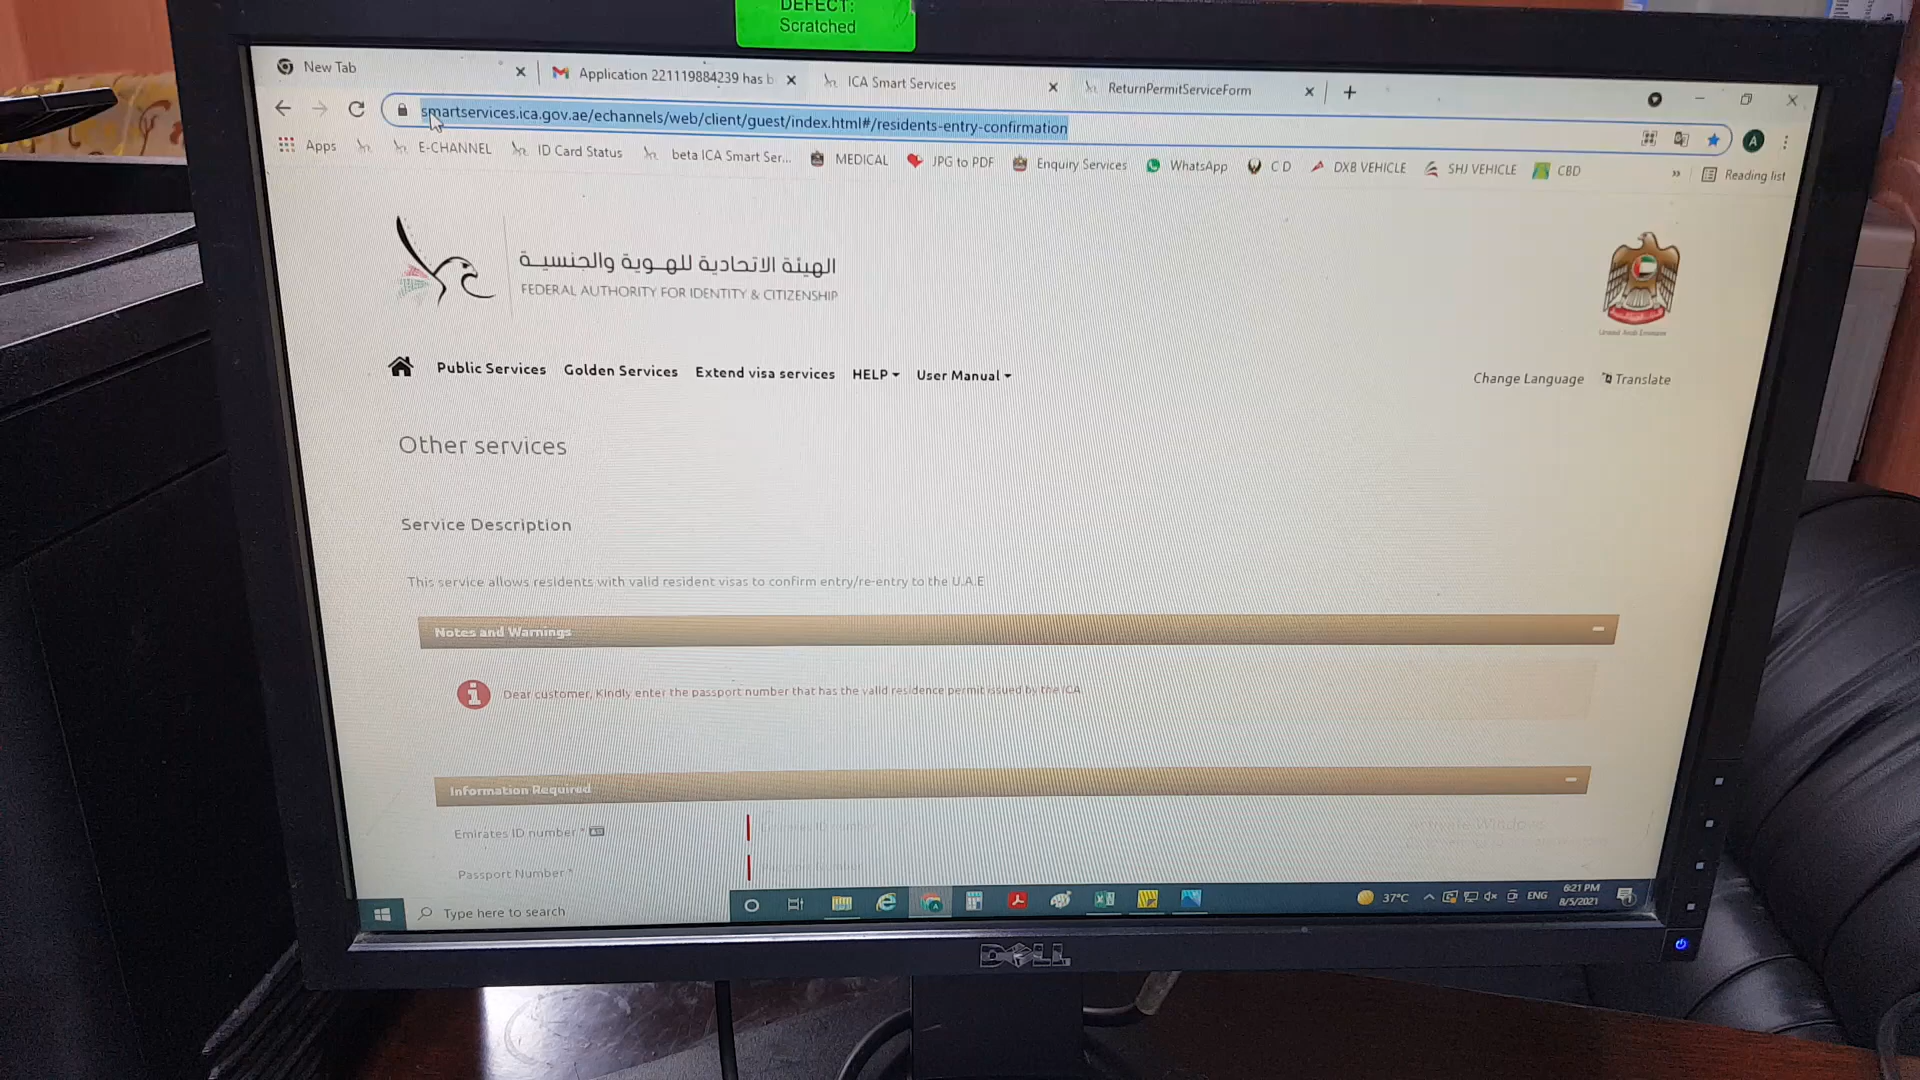 DEFECT:
Scratched
New Tab
Application 221119884239 has b
ICA Smart Services
ReturnPermitServiceForm
smartservices.ica.gov.ae/echannels/web/client/guest/index.html#/residents-entry-confirmation
A
Apps
E-CHANNEL
ID Card Status
beta ICA Smart Ser...
MEDICAL
JPG to PDF
Enquiry Services
WhatsApp
C D
DXB VEHICLE
SHJ VEHICLE
CBD
»
Reading list
الهيئة الاتحادية للهوية والجنسية
FEDERAL AUTHORITY FOR IDENTITY & CITIZENSHIP
United Arab Emirates
Public Services
Golden Services
Extend visa services
HELP
User Manual
Change Language
Translate
Other services
Service Description
This service allows residents with valid resident visas to confirm entry/re-entry to the U.A.E
Notes and Warnings
Dear customer, Kindly enter the passport number that has the valid residence permit issued by the ICA
Information Required
Emirates ID number *
Activate Windows
Passport Number *
Type here to search
37°C
ENG
6:21 PM
8/5/2021
DELL